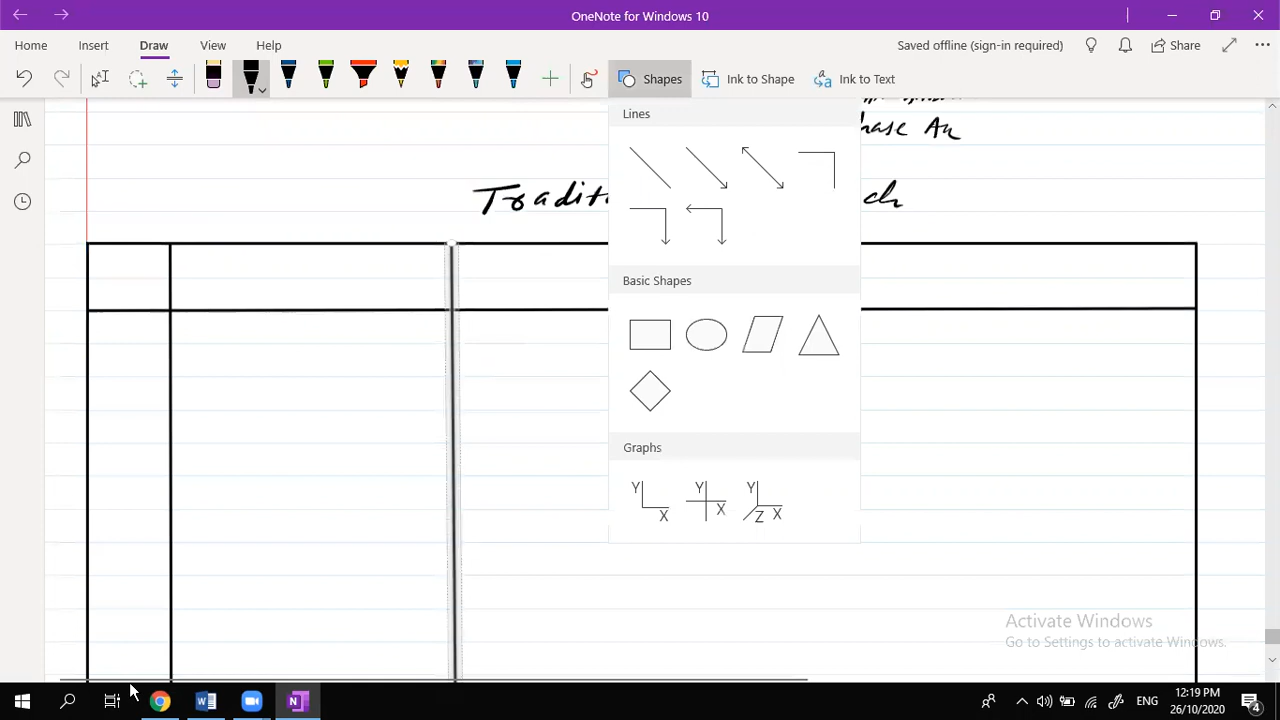 OneNote for Windows 10
Home Insert Draw View Help
Saved offline (sign-in required) Share
Shapes Ink to Shape Ink to Text
Lines
hase An
Tradit ch
Basic Shapes
Graphs
Y X Y X Y Z X
Activate Windows
Go to Settings to activate Windows.
ENG 12:19 PM
26/10/2020 4